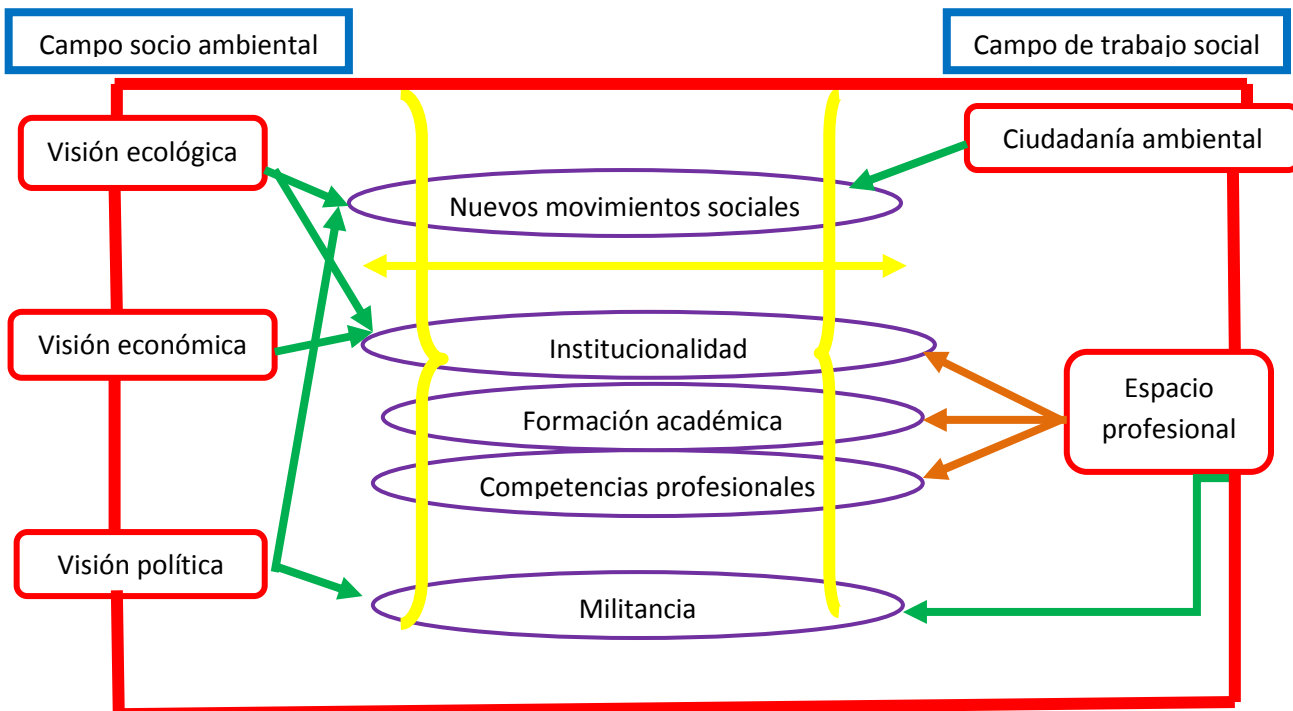 Campo socio ambiental
Campo de trabajo social
Visión ecológica
Ciudadanía ambiental
Nuevos movimientos sociales
Visión económica
Institucionalidad
Espacio
profesional
Formación académica
Competencias profesionales
Visión política
Militancia